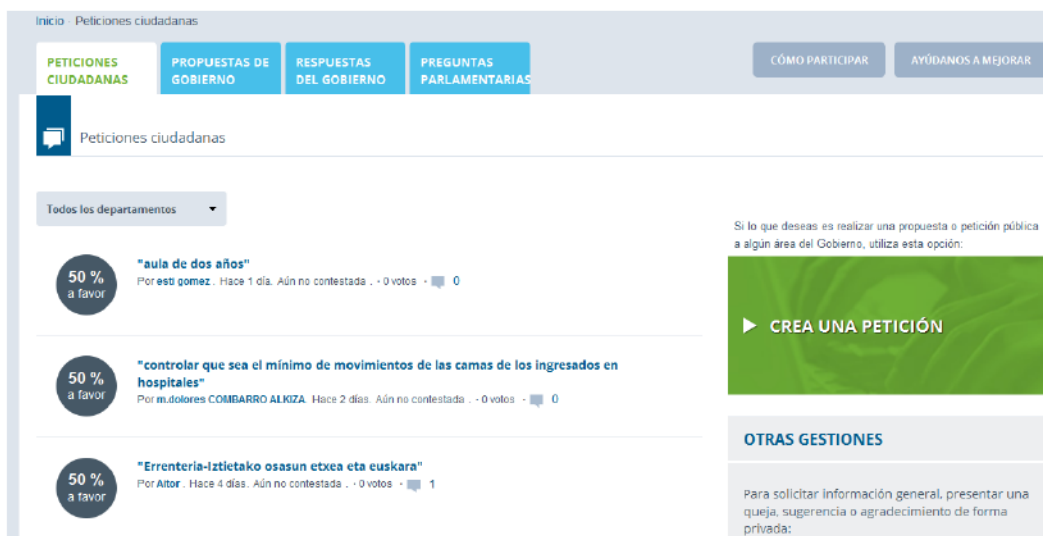 Inicio · Peticiones ciudadanas
PETICIONES
CIUDADANAS
PROPUESTAS DE
GOBIERNO
RESPUESTAS
DEL GOBIERNO
PREGUNTAS
PARLAMENTARIAS
CÓMO PARTICIPAR
AYÚDANOS A MEJORAR
Peticiones ciudadanas
Todos los departamentos
50 %
a favor
"aula de dos años"
Por esti gomez . Hace 1 día. Aún no contestada . · 0 votos · 0
50 %
a favor
"controlar que sea el mínimo de movimientos de las camas de los ingresados en
hospitales"
Por m.dolores COMBARRO ALKIZA. Hace 2 días. Aún no contestada . · 0 votos · 0
50 %
a favor
"Errenteria-Iztietako osasun etxea eta euskara"
Por Aitor . Hace 4 días. Aún no contestada . · 0 votos · 1
Si lo que deseas es realizar una propuesta o petición pública
a algún área del Gobierno, utiliza esta opción:
CREA UNA PETICIÓN
OTRAS GESTIONES
Para solicitar información general, presentar una
queja, sugerencia o agradecimiento de forma
privada: